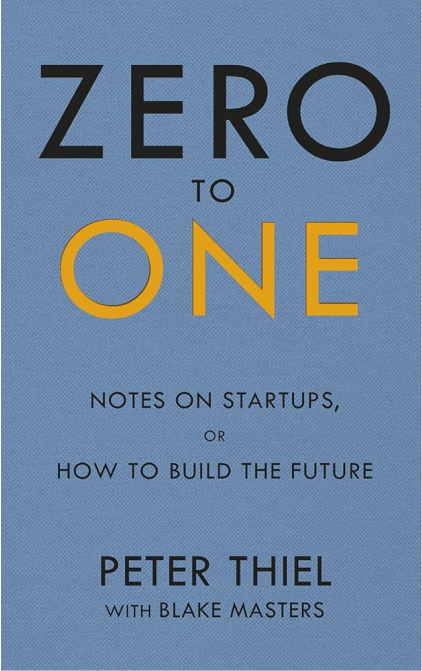 ZERO
TO
ONE
NOTES ON STARTUPS,
OR
HOW TO BUILD THE FUTURE
PETER THIEL
WITH BLAKE MASTERS